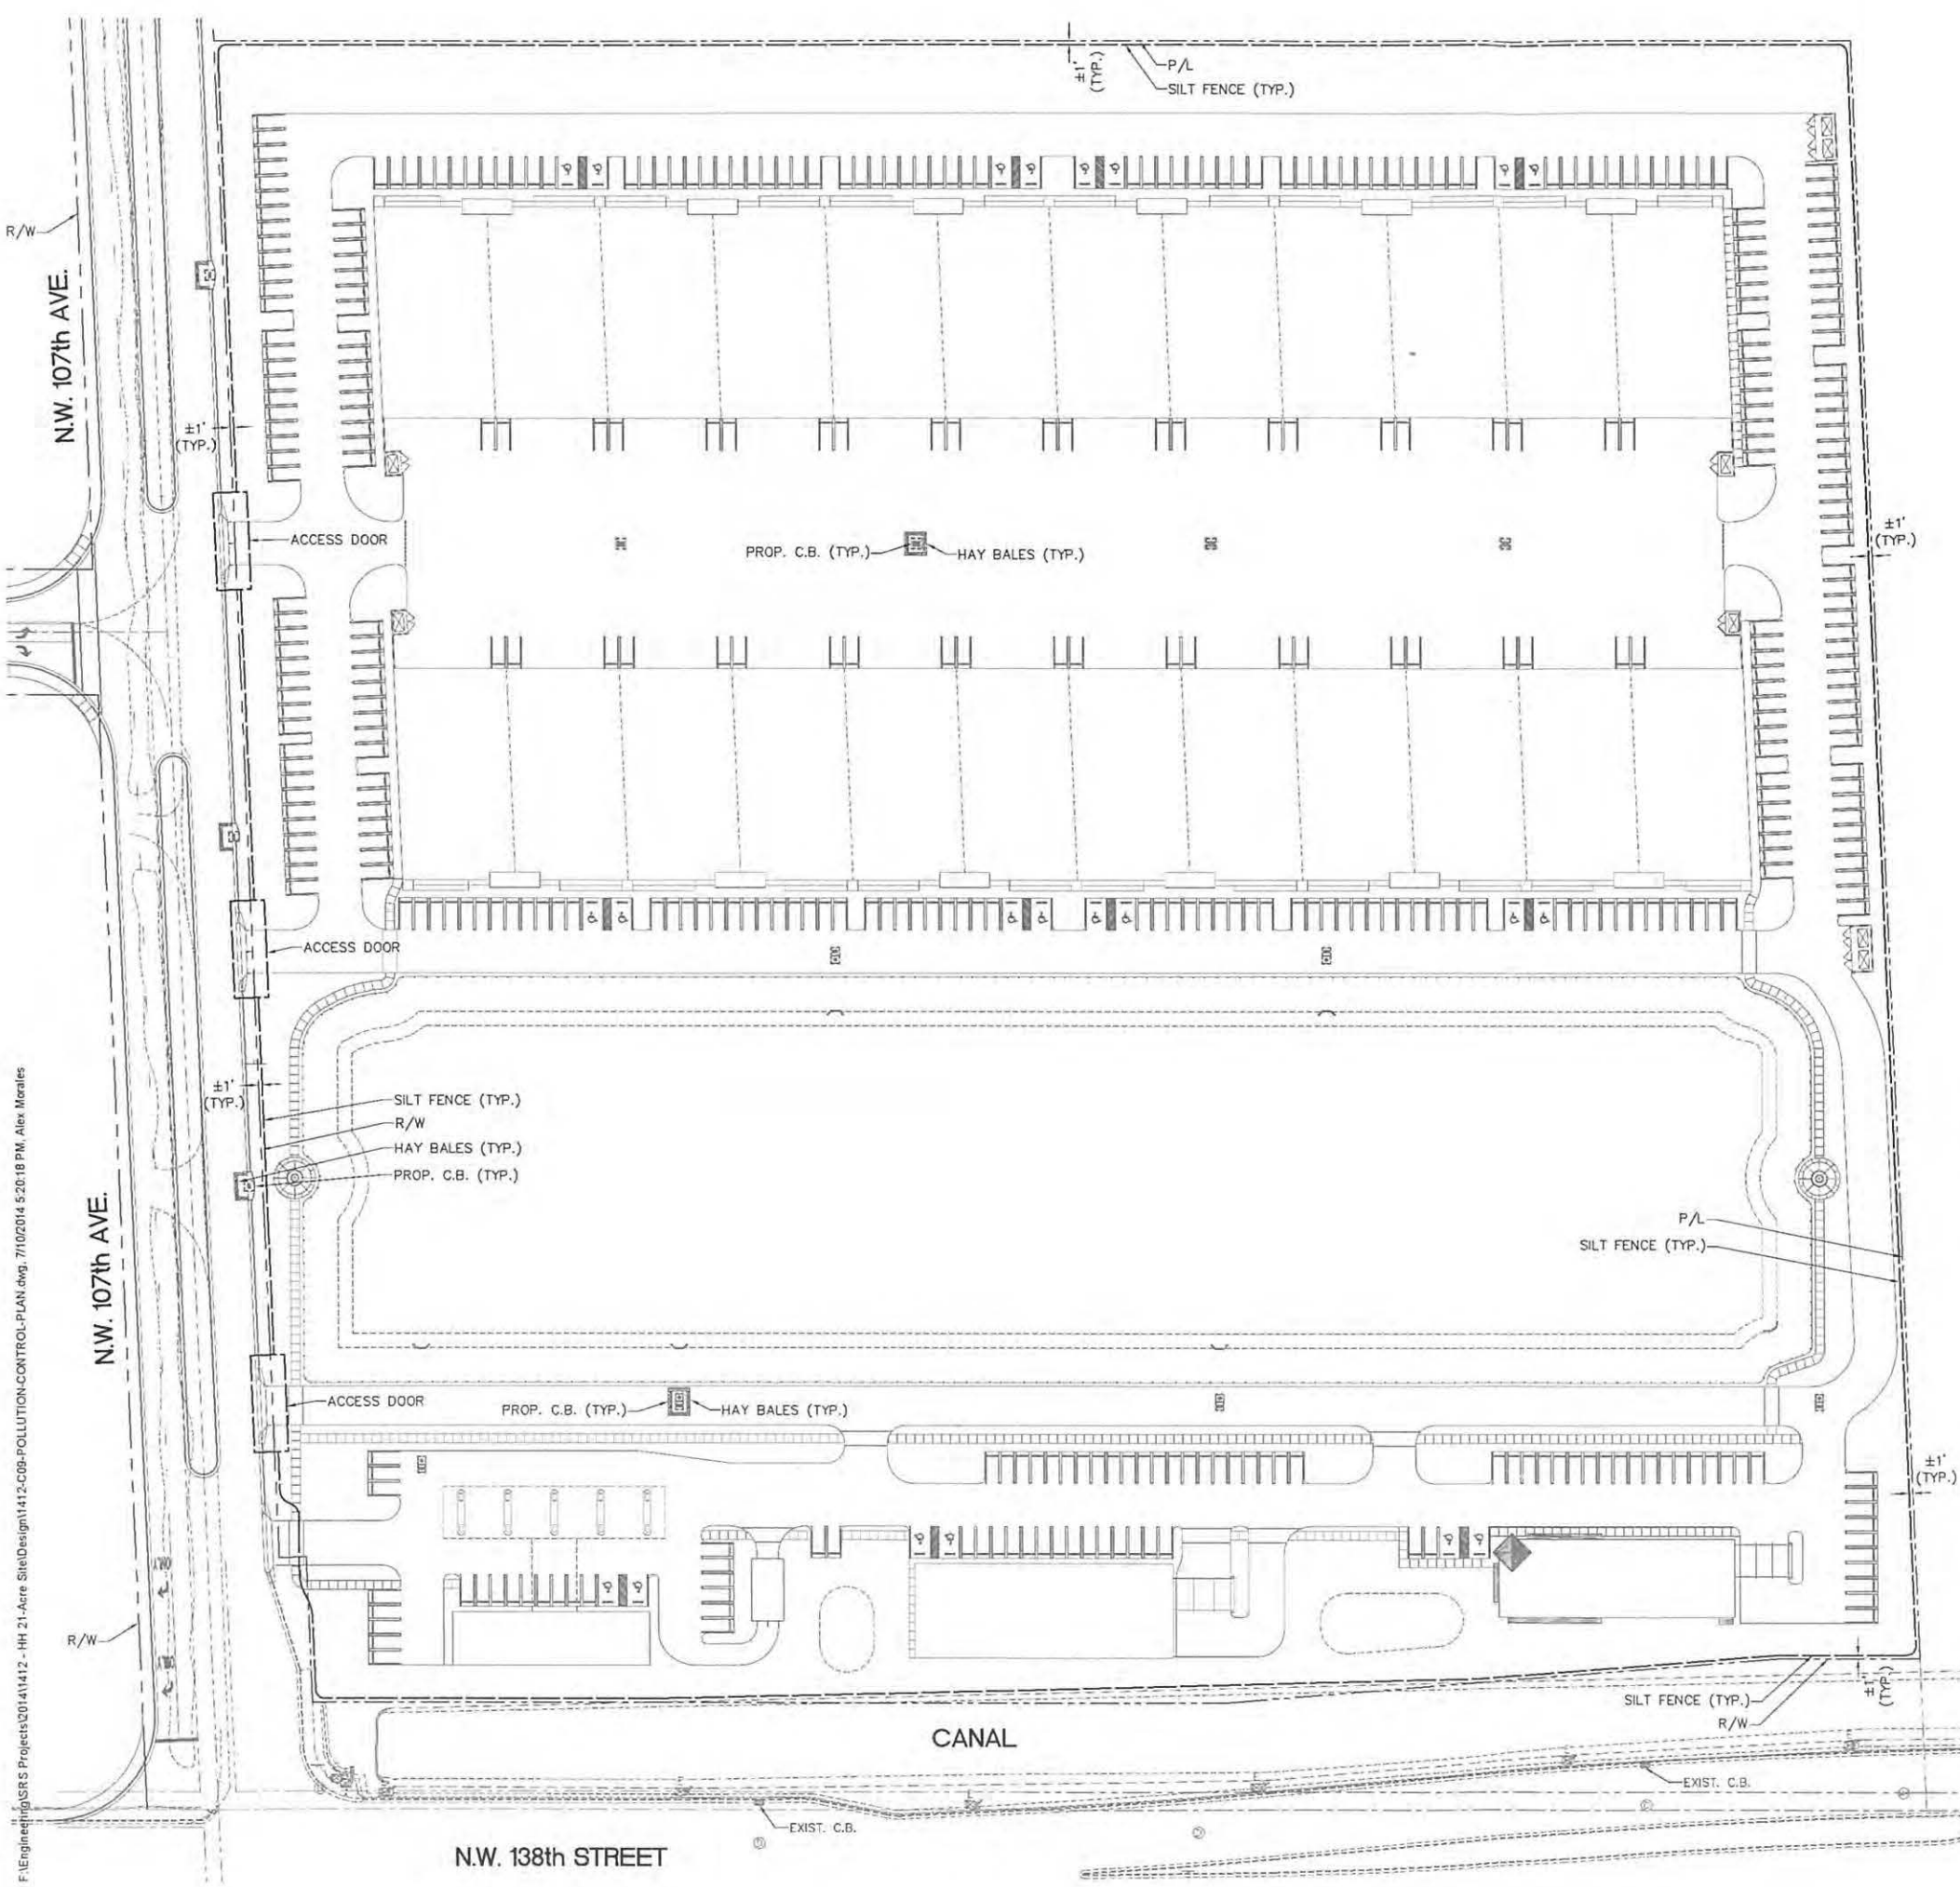 ±1'
(TYP.)
P/L
SILT FENCE (TYP.)
R/W
N.W. 107th AVE.
±1'
(TYP.)
ACCESS DOOR
PROP. C.B. (TYP.)
HAY BALES (TYP.)
±1'
(TYP.)
ACCESS DOOR
±1'
(TYP.)
SILT FENCE (TYP.)
R/W
HAY BALES (TYP.)
PROP. C.B. (TYP.)
N.W. 107th AVE.
P/L
SILT FENCE (TYP.)
ACCESS DOOR
PROP. C.B. (TYP.)
HAY BALES (TYP.)
±1'
(TYP.)
ONLY
ONLY
R/W
±1'
(TYP.)
SILT FENCE (TYP.)
R/W
CANAL
EXIST. C.B.
EXIST. C.B.
N.W. 138th STREET
F:\Engineering\SRS Projects\2014\1412 - HH 21-Acre Site\Design\1412-C09-POLLUTION-CONTROL-PLAN.dwg, 7/10/2014 5:20:18 PM, Alex Morales